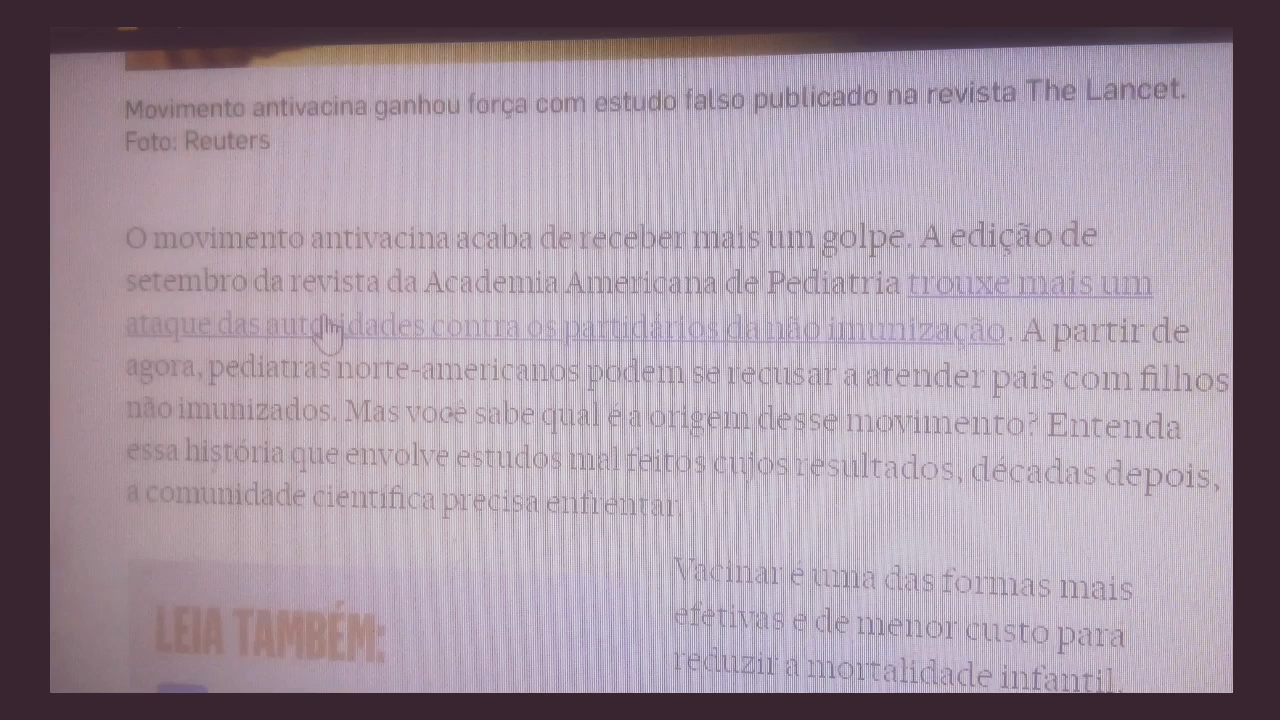 Movimento antivacina ganhou força com estudo falso publicado na revista The Lancet.
Foto: Reuters
O movimento antivacina acaba de receber mais um golpe. A edição de
setembro da revista da Academia Americana de Pediatria trouxe mais um
ataque das autoridades contra os partidários da não imunização. A partir de
agora, pediatras norte-americanos podem se recusar a atender pais com filhos
não imunizados. Mas você sabe qual é a origem desse movimento? Entenda
essa história que envolve estudos mal feitos cujos resultados, décadas depois,
a comunidade científica precisa enfrentar.
Vacinar é uma das formas mais
efetivas e de menor custo para
reduzir a mortalidade infantil.
LEIA TAMBÉM: